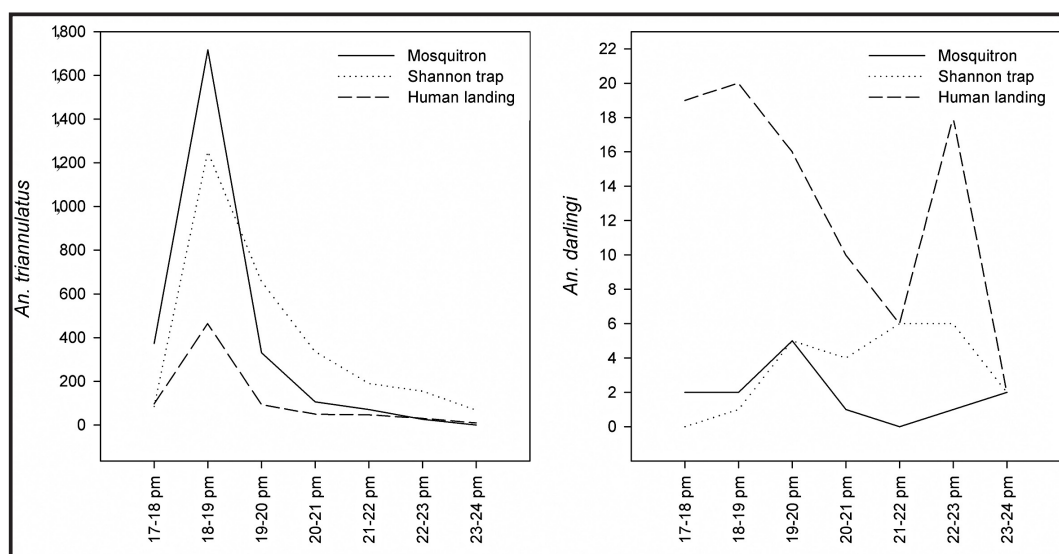 1,800
1,600
1,400
1,200
1,000
800
600
400
200
0
An. triannulatus
Mosquitron
Shannon trap
Human landing
17-18 pm
18-19 pm
19-20 pm
20-21 pm
21-22 pm
22-23 pm
23-24 pm
22
20
18
16
14
12
10
8
6
4
2
0
An. darlingi
Mosquitron
Shannon trap
Human landing
17-18 pm
18-19 pm
19-20 pm
20-21 pm
21-22 pm
22-23 pm
23-24 pm